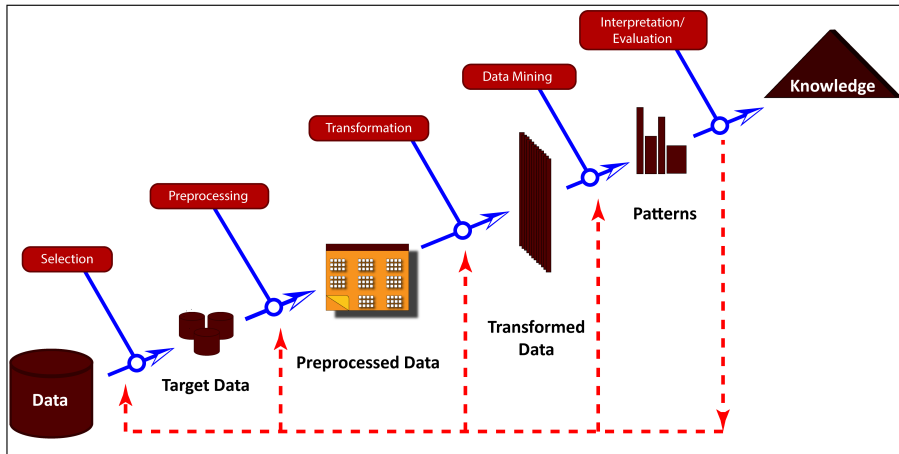 Interpretation/
Evaluation
Knowledge
Data Mining
Transformation
Patterns
Preprocessing
Transformed
Data
Selection
Preprocessed Data
Target Data
Data